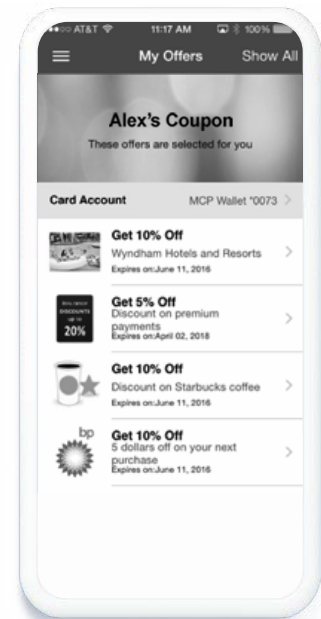 AT&T 11:17 AM 100%
My Offers Show All
Alex's Coupon
These offers are selected for you
Card Account MCP Wallet *0073 >
Get 10% Off
Wyndham Hotels and Resorts
Expires on:June 11, 2016
DISCOUNTS
up to
20%
Get 5% Off
Discount on premium
payments
Expires on:April 02, 2018
Get 10% Off
Discount on Starbucks coffee
Expires on:June 11, 2016
bp
Get 10% Off
5 dollars off on your next
purchase
Expires on:June 11, 2016